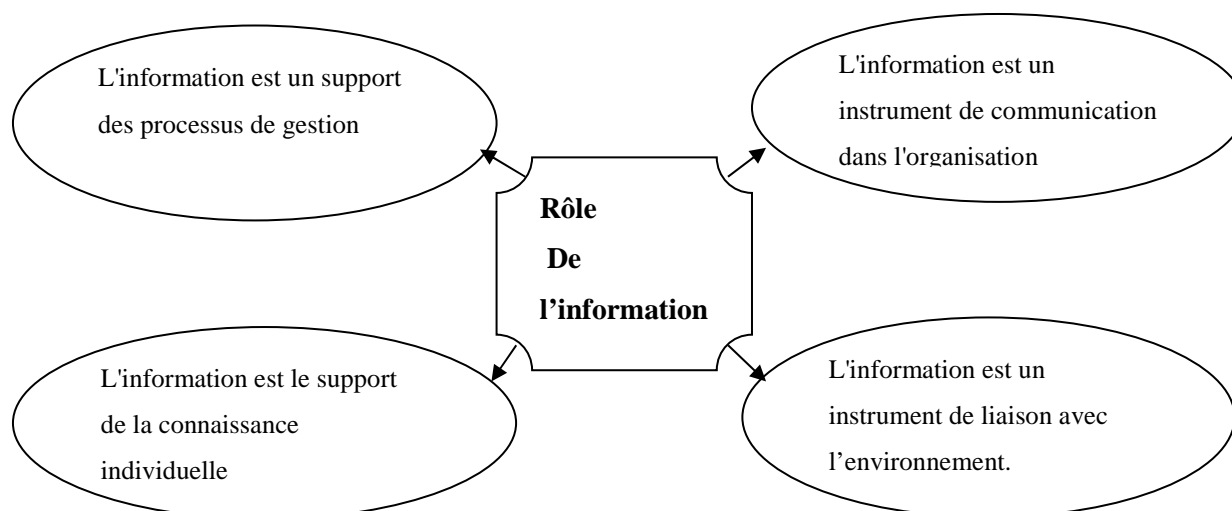 L'information est un support
des processus de gestion
L'information est un
instrument de communication
dans l'organisation
Rôle
De
l’information
L'information est le support
de la connaissance
individuelle
L'information est un
instrument de liaison avec
l’environnement.